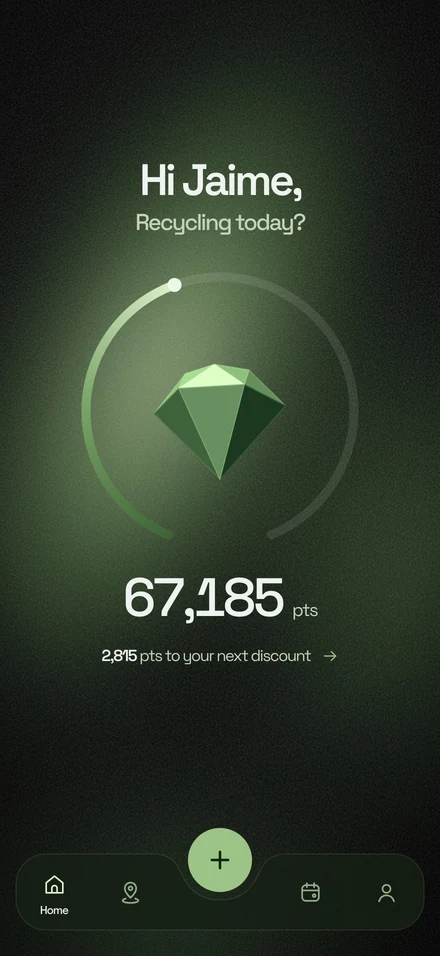 Hi Jaime,
Recycling today?
67,185 pts
2,815 pts to your next discount →
Home